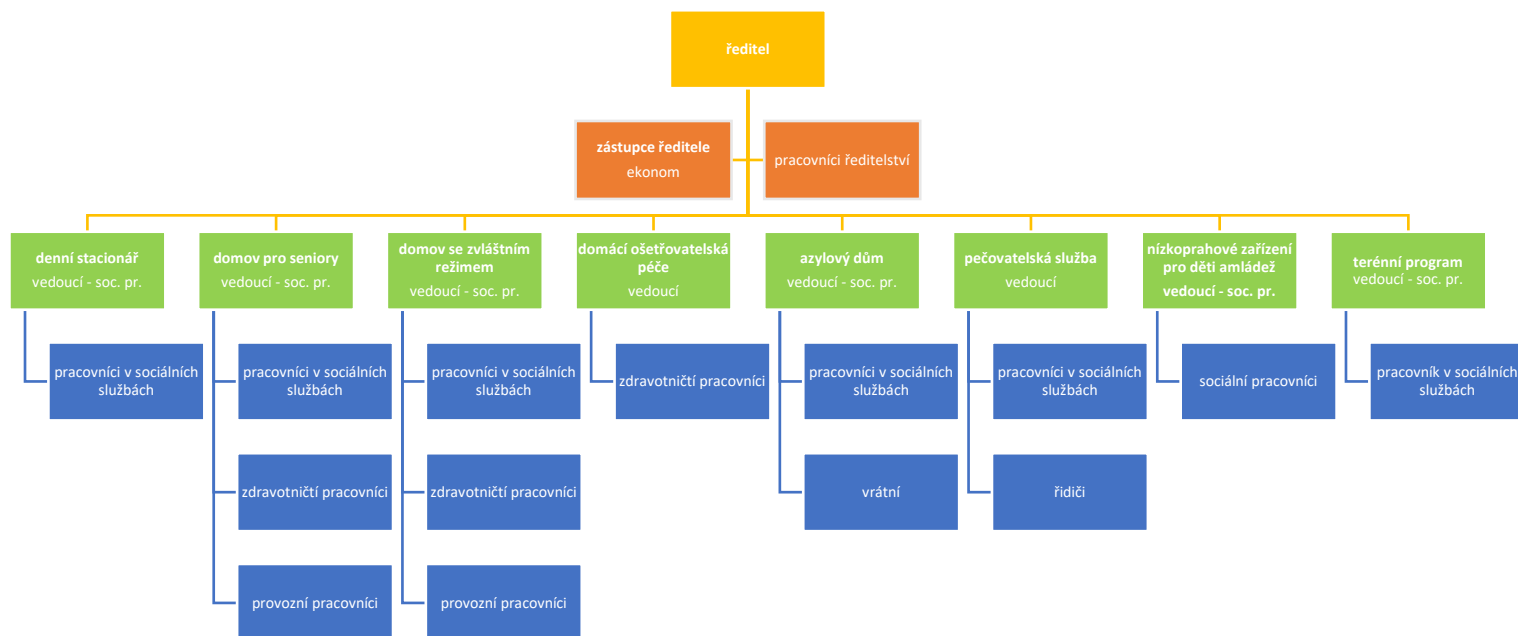 ředitel
zástupce ředitele
ekonom
pracovníci ředitelství
denní stacionář
vedoucí - soc. pr.
domov pro seniory
vedoucí - soc. pr.
domov se zvláštním
režimem
vedoucí - soc. pr.
domácí ošetřovatelská
péče
vedoucí
azylový dům
vedoucí - soc. pr.
pečovatelská služba
vedoucí
nízkoprahové zařízení
pro děti amládež
vedoucí - soc. pr.
terénní program
vedoucí - soc. pr.
pracovníci v sociálních
službách
pracovníci v sociálních
službách
pracovníci v sociálních
službách
zdravotničtí pracovníci
pracovníci v sociálních
službách
pracovníci v sociálních
službách
sociální pracovníci
pracovník v sociálních
službách
zdravotničtí pracovníci
zdravotničtí pracovníci
vrátní
řidiči
provozní pracovníci
provozní pracovníci